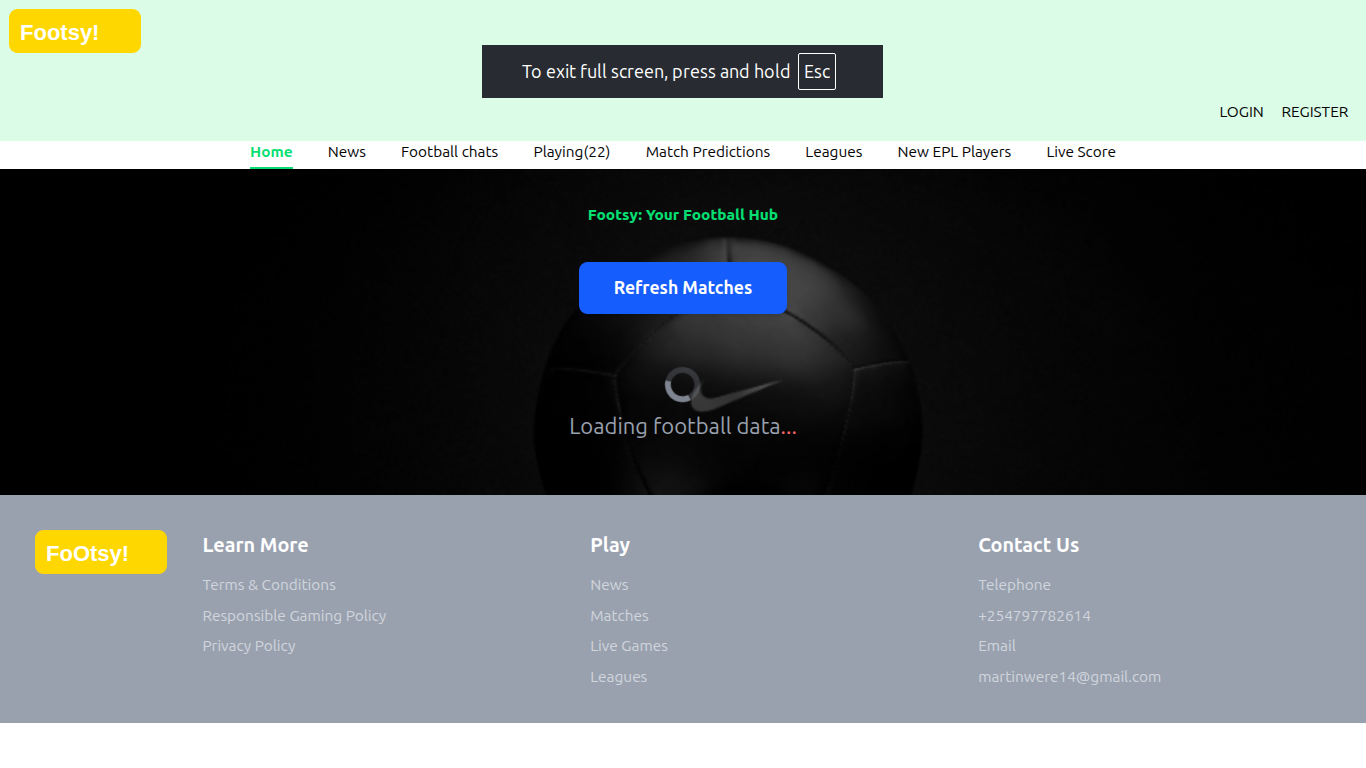 Footsy!
To exit full screen, press and hold Esc
LOGIN REGISTER
Home News Football chats Playing(22) Match Predictions Leagues New EPL Players Live Score
Footsy: Your Football Hub
Refresh Matches
Loading football data...
FoOtsy!
Learn More
Terms & Conditions
Responsible Gaming Policy
Privacy Policy
Play
News
Matches
Live Games
Leagues
Contact Us
Telephone
+254797782614
Email
martinwere14@gmail.com